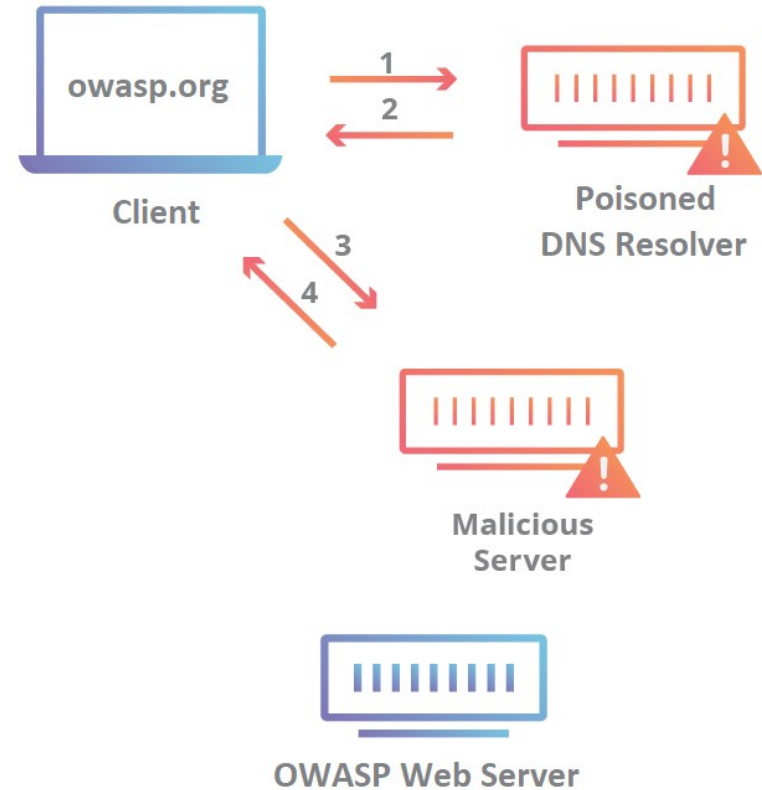 owasp.org
1
2
Client
Poisoned
DNS Resolver
3
4
Malicious
Server
OWASP Web Server